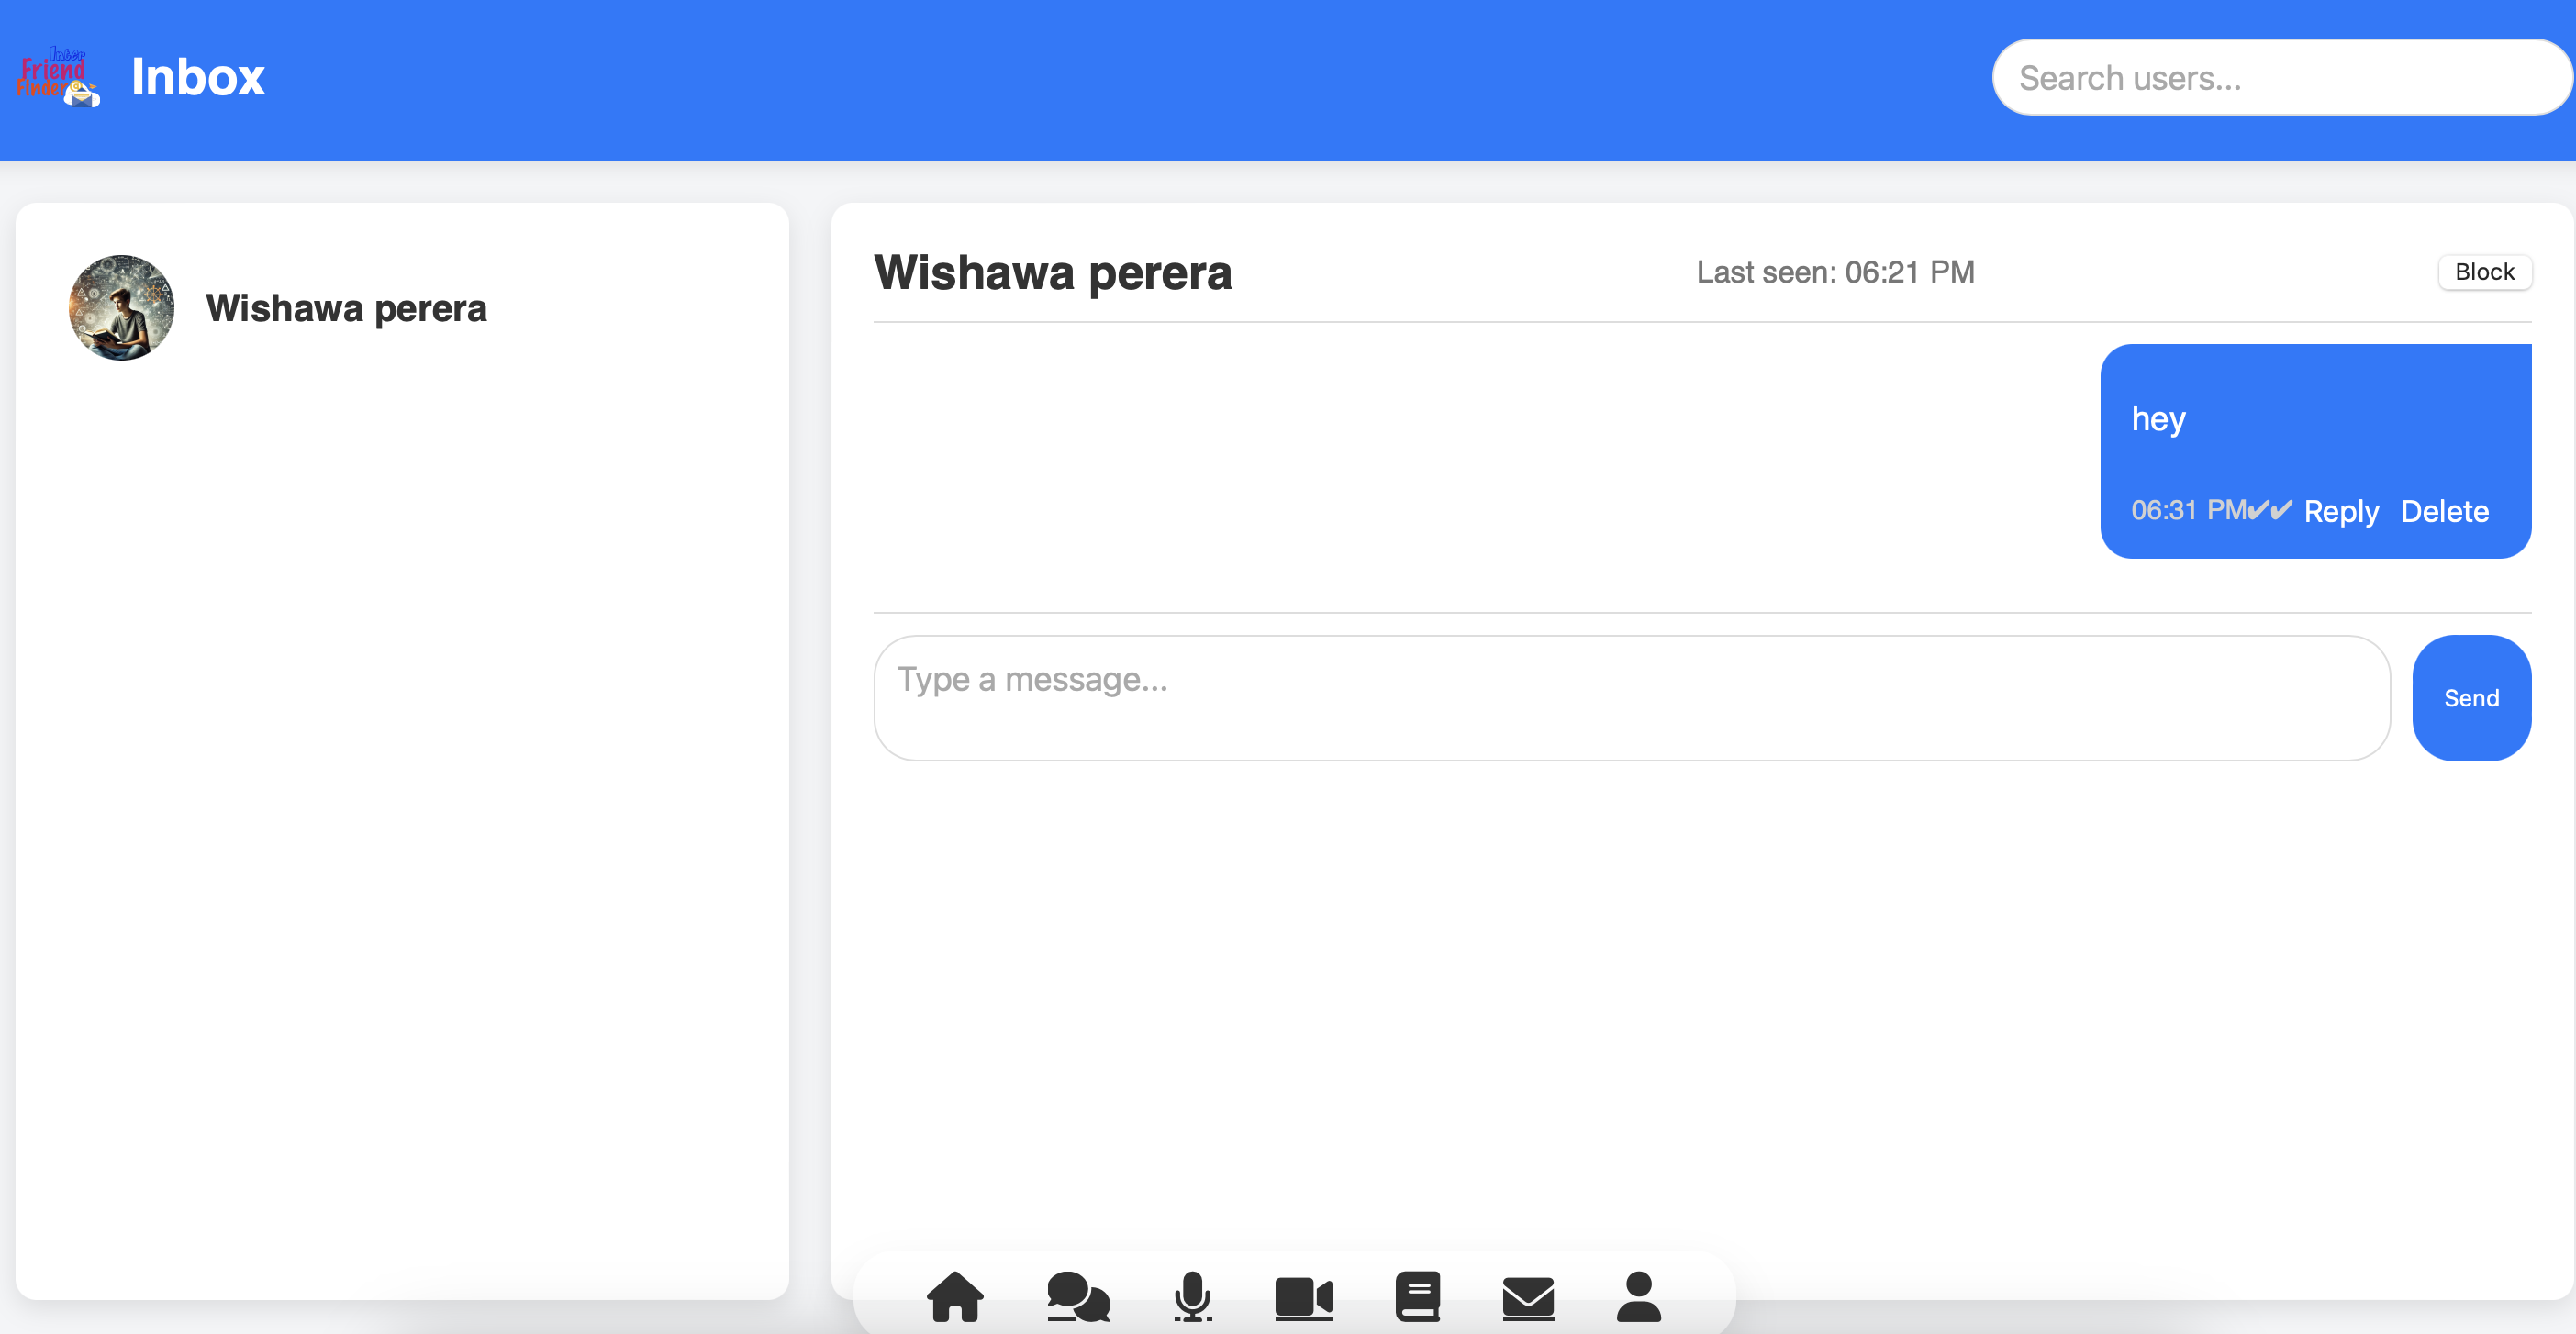 Inbox
Friend
Finder
Inbox
Search users...
Wishawa perera
Wishawa perera
Last seen: 06:21 PM
Block
hey
06:31 PM✔✔ Reply Delete
Type a message...
Send